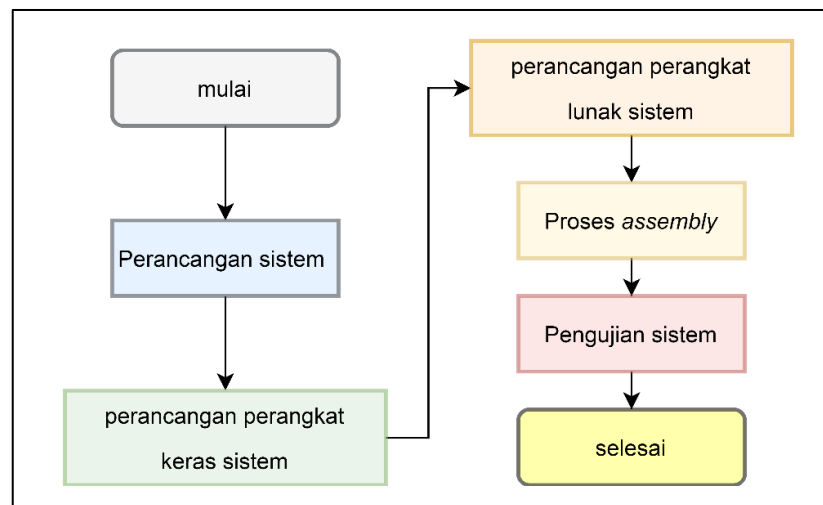 mulai
Perancangan sistem
perancangan perangkat
keras sistem
perancangan perangkat
lunak sistem
Proses assembly
Pengujian sistem
selesai